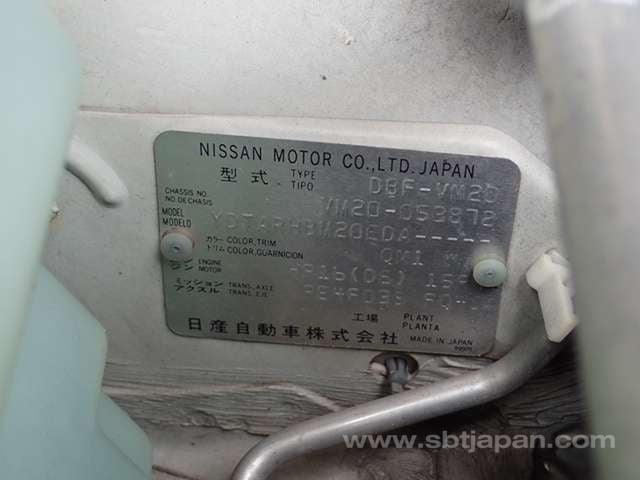 NISSAN MOTOR CO.,LTD. JAPAN
型式 TYPE TIPO DBF-VM20
CHASSIS NO. NO. DE CHASIS VM20-053872
MODEL MODELO M20EDA-----
カラー COLOR, TRIM
トリム COLOR, GUARNICION QM1
ENGINE MOTOR HR16(DE)
ミッション TRANS. AXLE
アクスル TRANS. EJE
工場 PLANT PLANTA
日産自動車株式会社 MADE IN JAPAN
www.sbtjapan.com